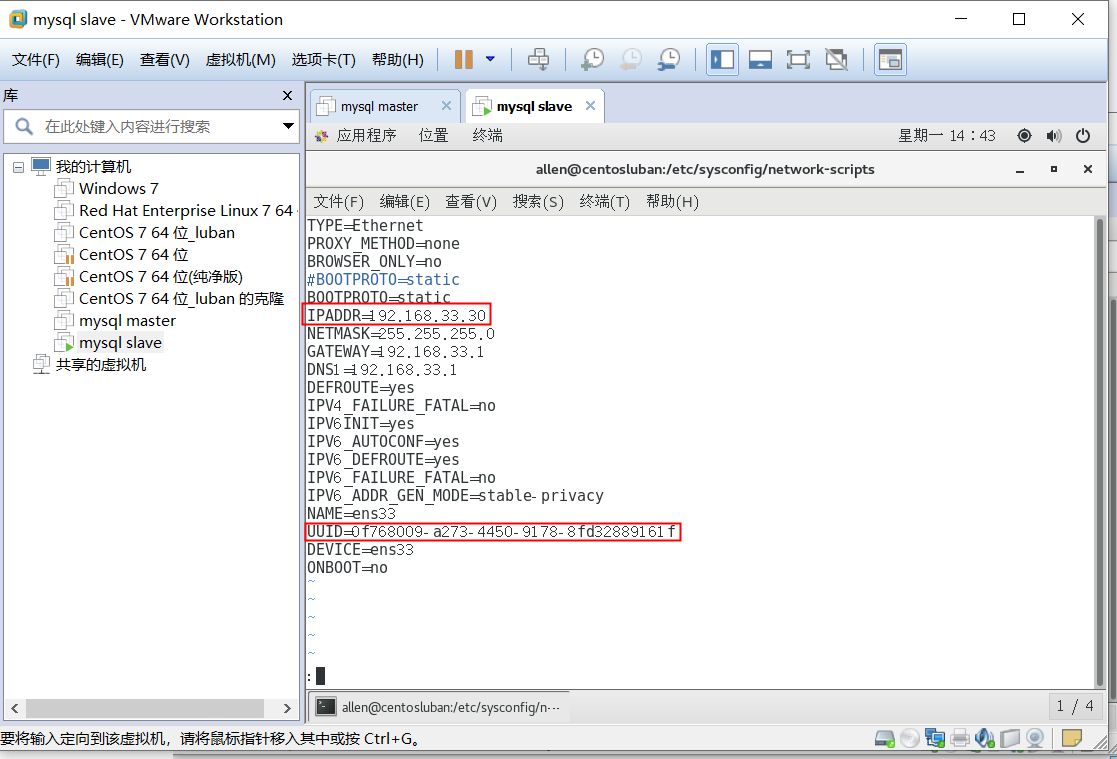 mysql slave - VMware Workstation
文件(F) 编辑(E) 查看(V) 虚拟机(M) 选项卡(T) 帮助(H)
库
在此处键入内容进行搜索
我的计算机
Windows 7
Red Hat Enterprise Linux 7 64
CentOS 7 64 位_luban
CentOS 7 64 位
CentOS 7 64 位(纯净版)
CentOS 7 64 位_luban 的克隆
mysql master
mysql slave
共享的虚拟机
mysql master mysql slave
应用程序 位置 终端 星期一 14:43
allen@centosluban:/etc/sysconfig/network-scripts
文件(F) 编辑(E) 查看(V) 搜索(S) 终端(T) 帮助(H)
TYPE=Ethernet
PROXY_METHOD=none
BROWSER_ONLY=no
#BOOTPROTO=static
BOOTPROTO=static
IPADDR=192.168.33.30
NETMASK=255.255.255.0
GATEWAY=192.168.33.1
DNS1=192.168.33.1
DEFROUTE=yes
IPV4_FAILURE_FATAL=no
IPV6INIT=yes
IPV6_AUTOCONF=yes
IPV6_DEFROUTE=yes
IPV6_FAILURE_FATAL=no
IPV6_ADDR_GEN_MODE=stable-privacy
NAME=ens33
UUID=0f768009-a273-4450-9178-8fd32889161f
DEVICE=ens33
ONBOOT=no
~
~
~
~
~
:
allen@centosluban:/etc/sysconfig/n··· 1 / 4
要将输入定向到该虚拟机，请将鼠标指针移入其中或按 Ctrl+G。